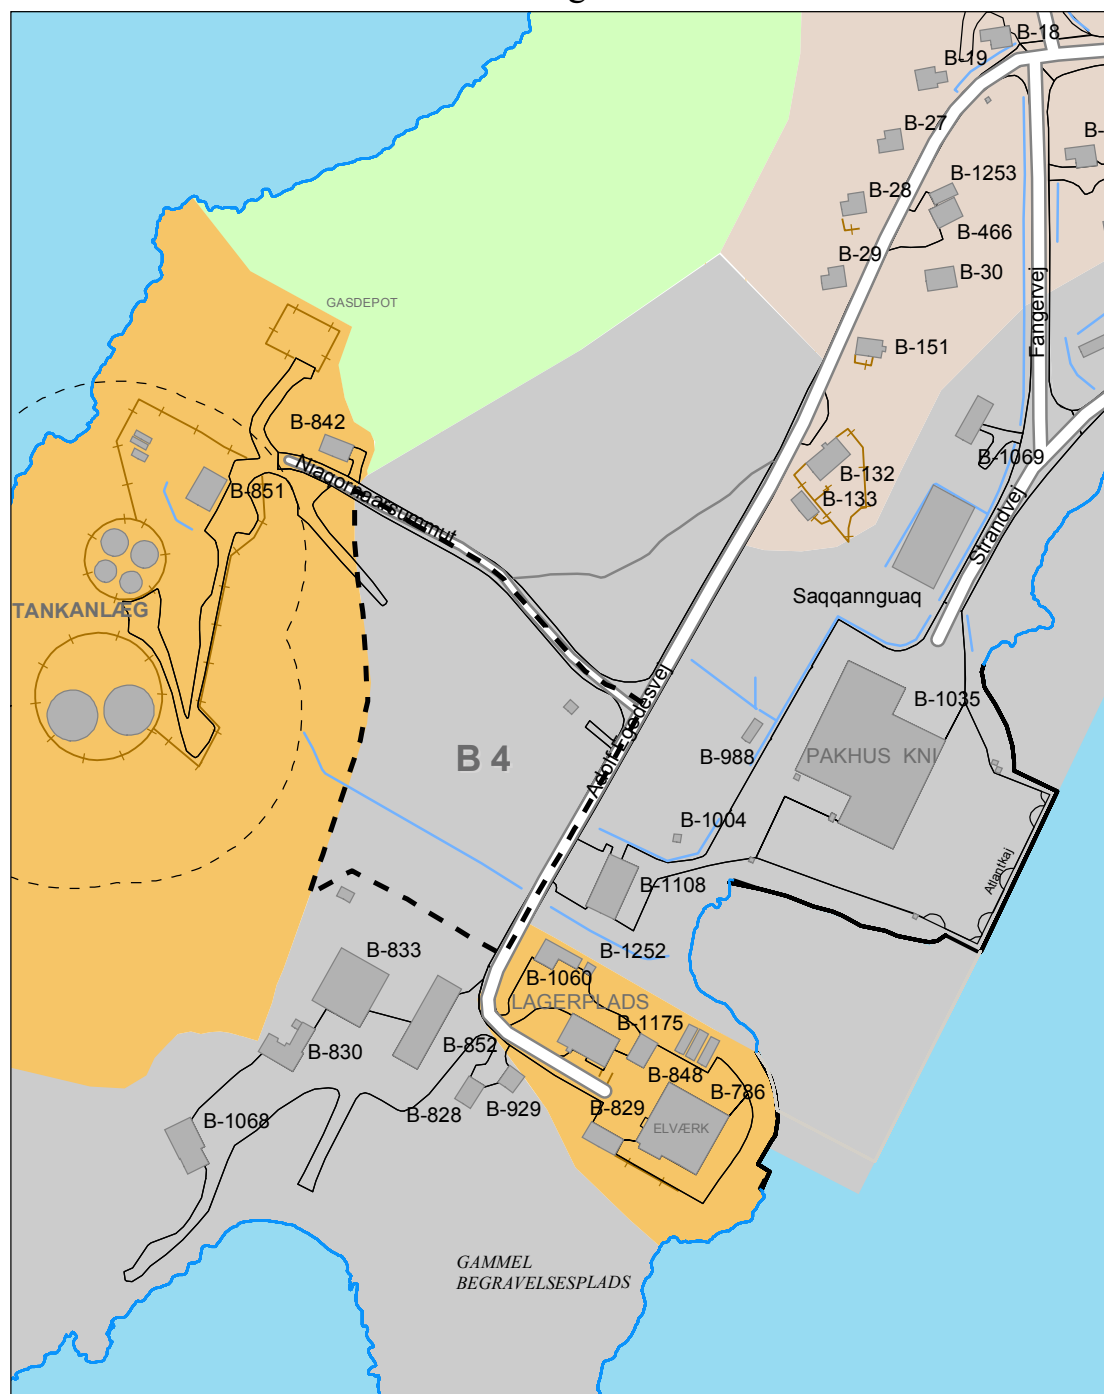 B-18
B-19
B-27
B-
B-1253
B-28
B-466
B-29
B-30
GASDEPOT
Fangervej
B-151
B-842
B-1069
B-132
Niaqornaarsummut
B-851
B-133
Strandvej
Saqqannguaq
TANKANLÆG
Adolf Egedesvej
B-1035
B 4
B-988
PAKHUS KNI
B-1004
Atlantkaj
B-1108
B-833
B-1252
B-1060
LAGERPLADS
B-1175
B-830
B-852
B-848
B-786
B-828
B-929
B-829
B-1068
ELVÆRK
GAMMEL
BEGRAVELSESPLADS